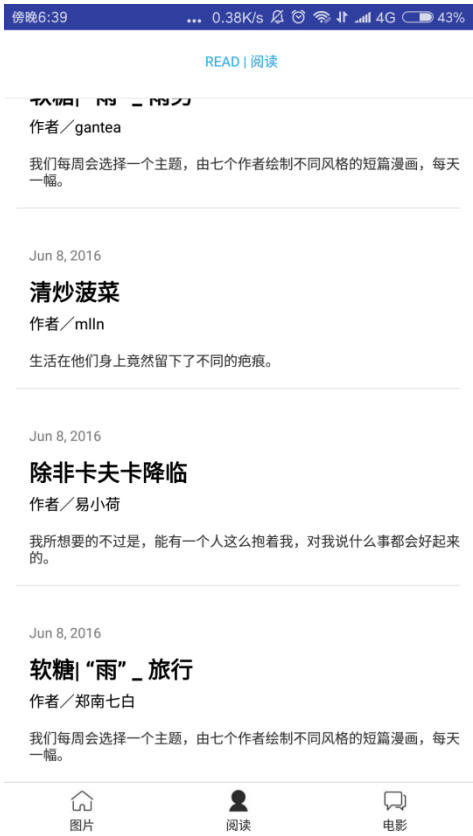 傍晚6:39
... 0.38K/s 4G 43%
READ | 阅读
作者／gantea
我们每周会选择一个主题，由七个作者绘制不同风格的短篇漫画，每天
一幅。
Jun 8, 2016
清炒菠菜
作者／mlln
生活在他们身上竟然留下了不同的疤痕。
Jun 8, 2016
除非卡夫卡降临
作者／易小荷
我所想要的不过是，能有一个人这么抱着我，对我说什么事都会好起来
的。
Jun 8, 2016
软糖| “雨” _ 旅行
作者／郑南七白
我们每周会选择一个主题，由七个作者绘制不同风格的短篇漫画，每天
一幅。
图片
阅读
电影